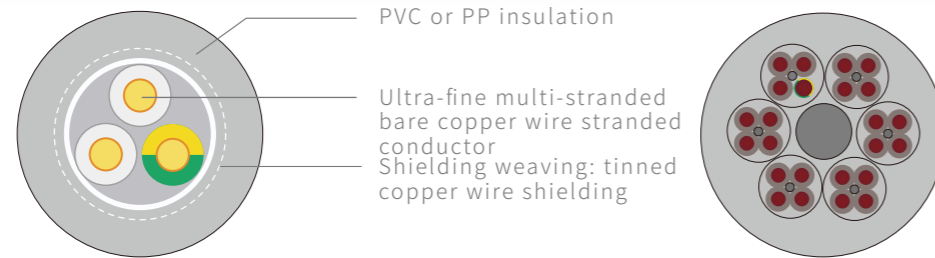 PVC or PP insulation
Ultra-fine multi-stranded
bare copper wire stranded
conductor
Shielding weaving: tinned
copper wire shielding